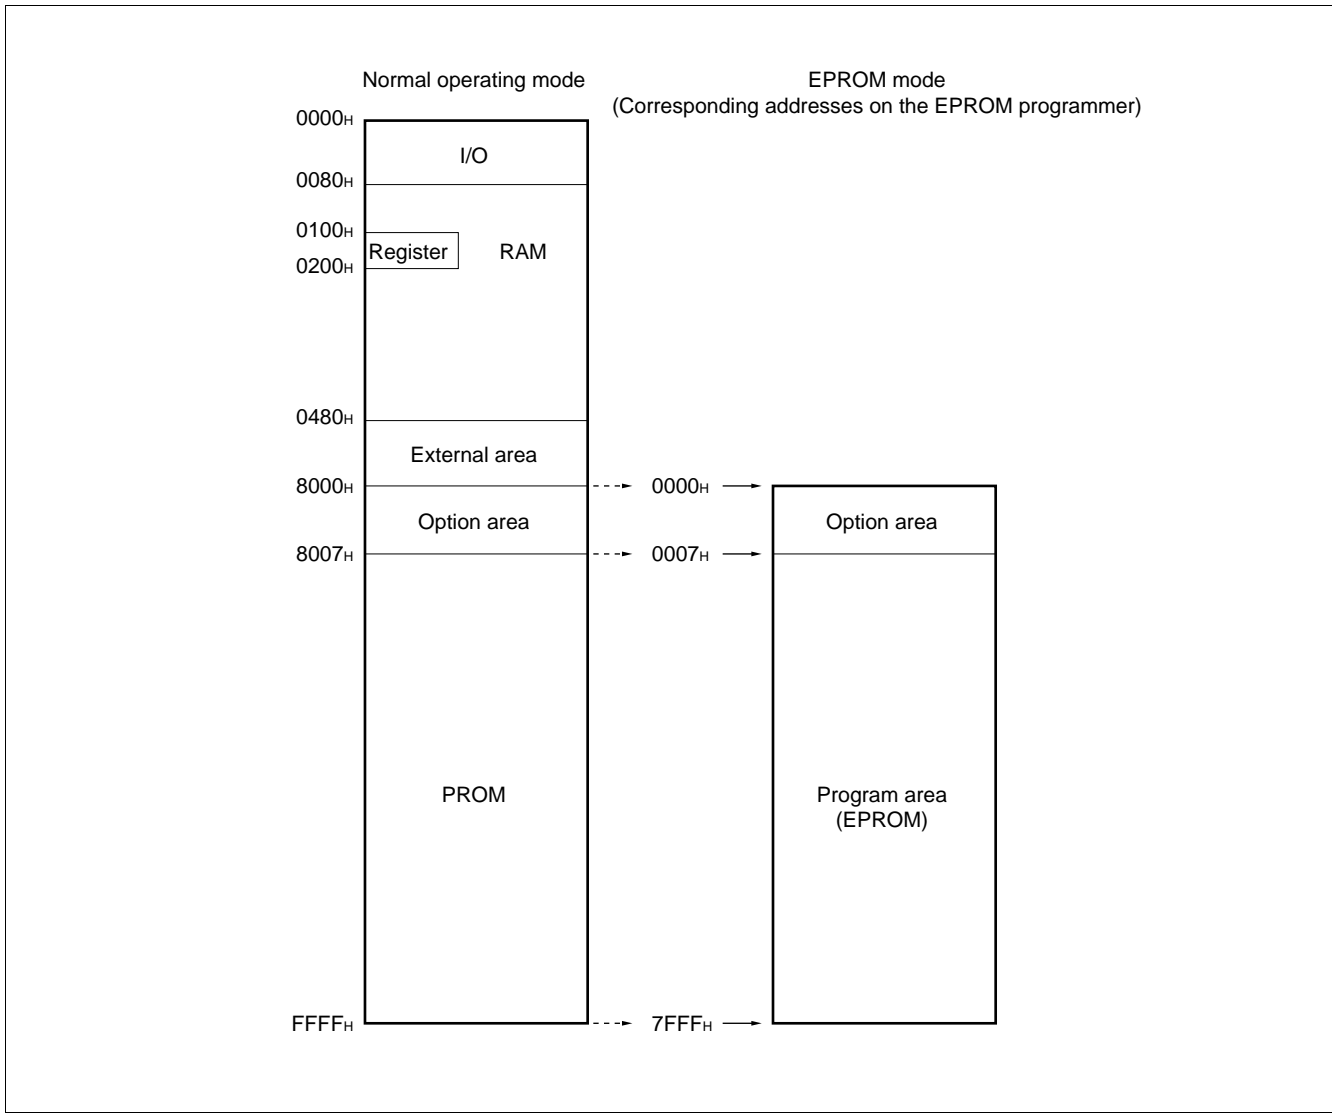 Normal operating mode
EPROM mode
(Corresponding addresses on the EPROM programmer)
0000H
I/O
0080H
0100H
Register
RAM
0200H
0480H
External area
8000H
0000H
Option area
Option area
8007H
0007H
PROM
Program area
(EPROM)
FFFFH
7FFFH